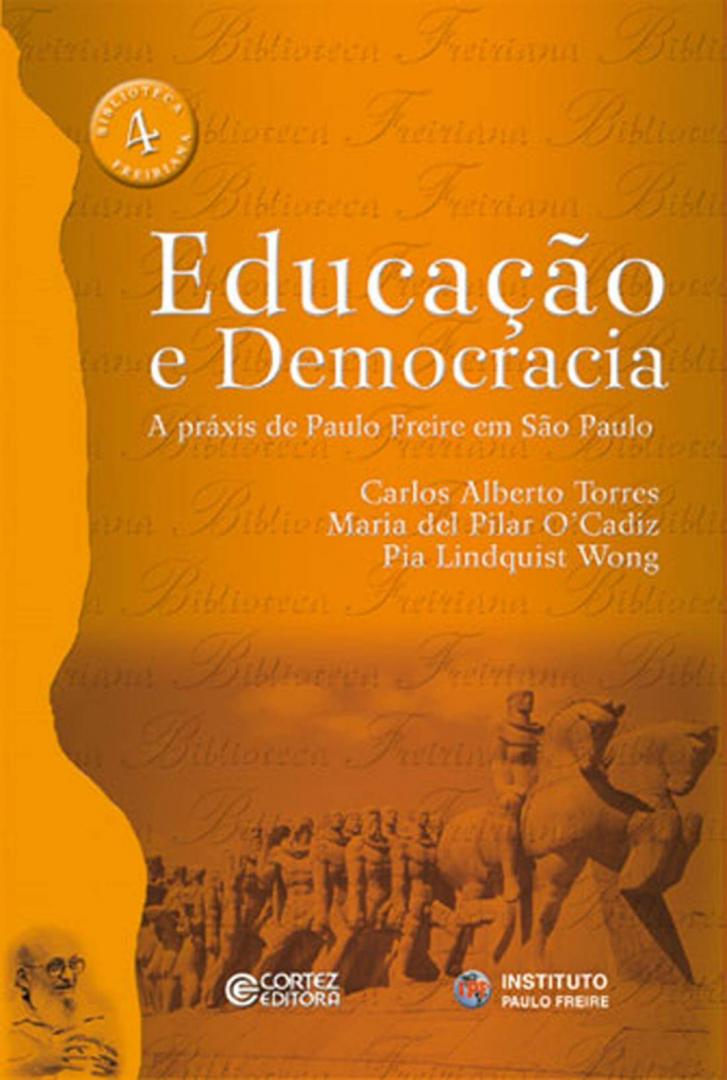 BIBLIOTECA
4
FREIRIANA
Educação
e Democracia
A práxis de Paulo Freire em São Paulo
Carlos Alberto Torres
Maria del Pilar O'Cadiz
Pia Lindquist Wong
CORTEZ
EDITORA
IPF
INSTITUTO
PAULO FREIRE